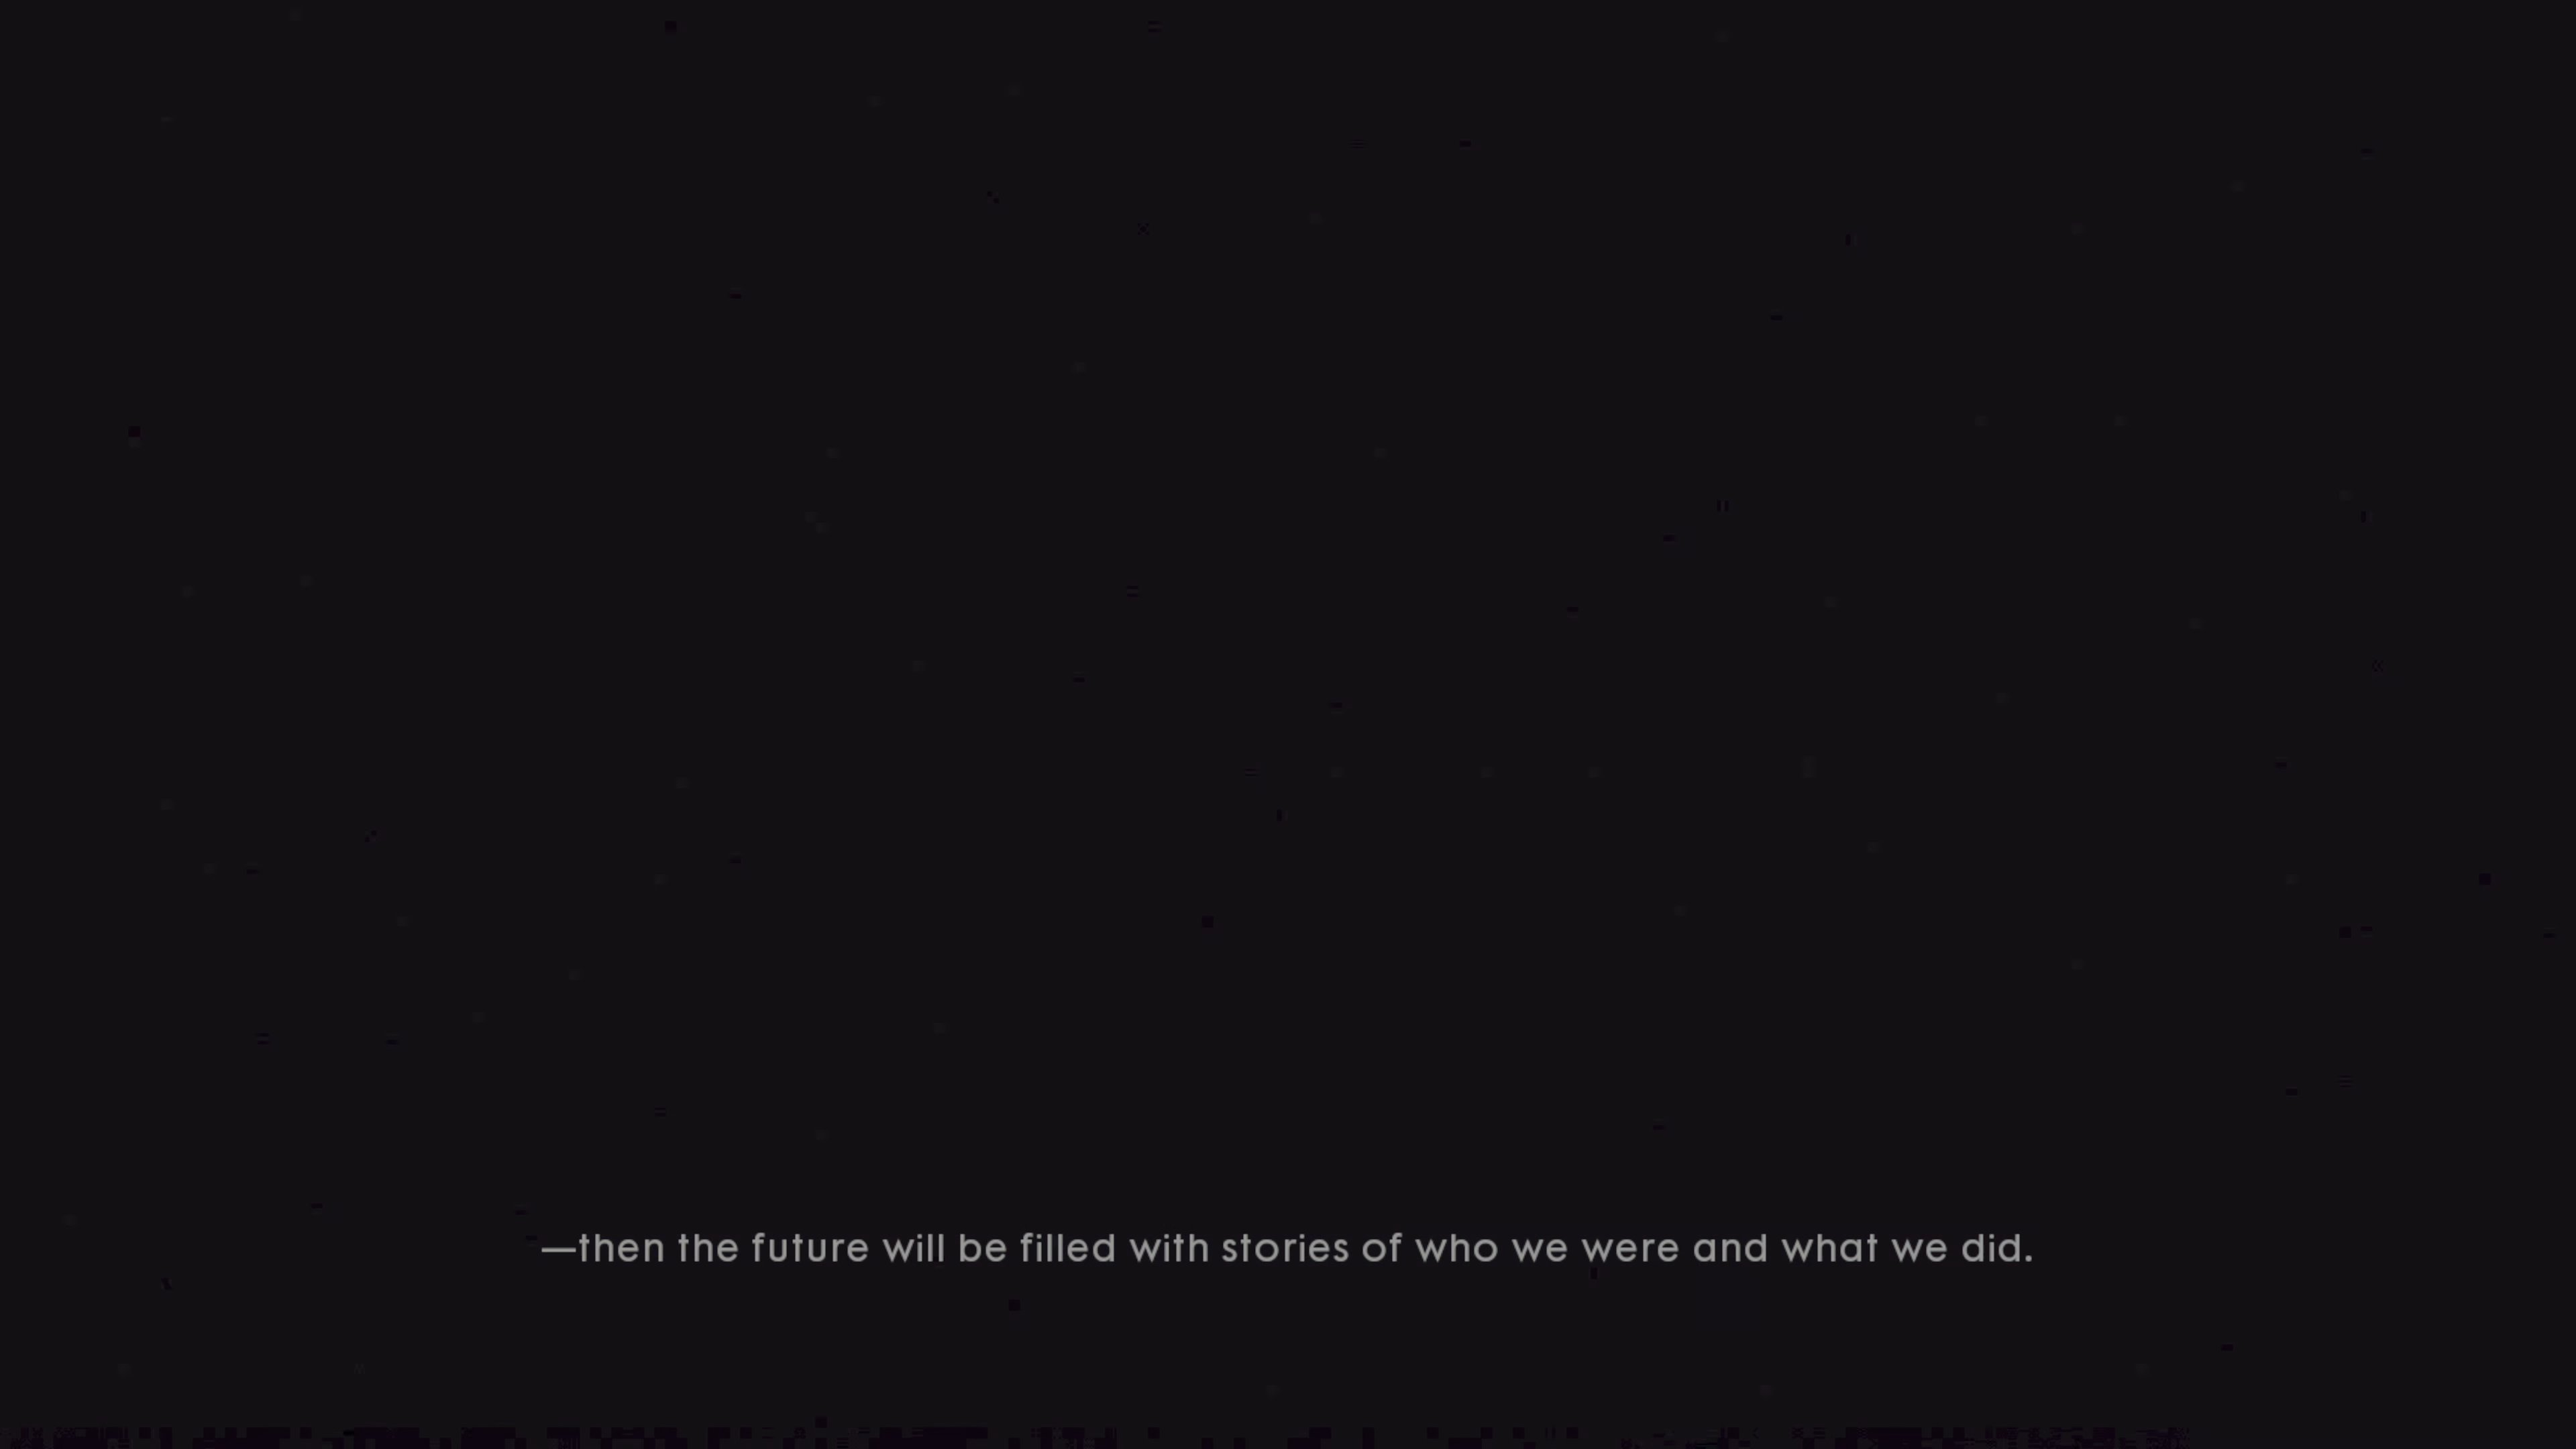 —then the future will be filled with stories of who we were and what we did.